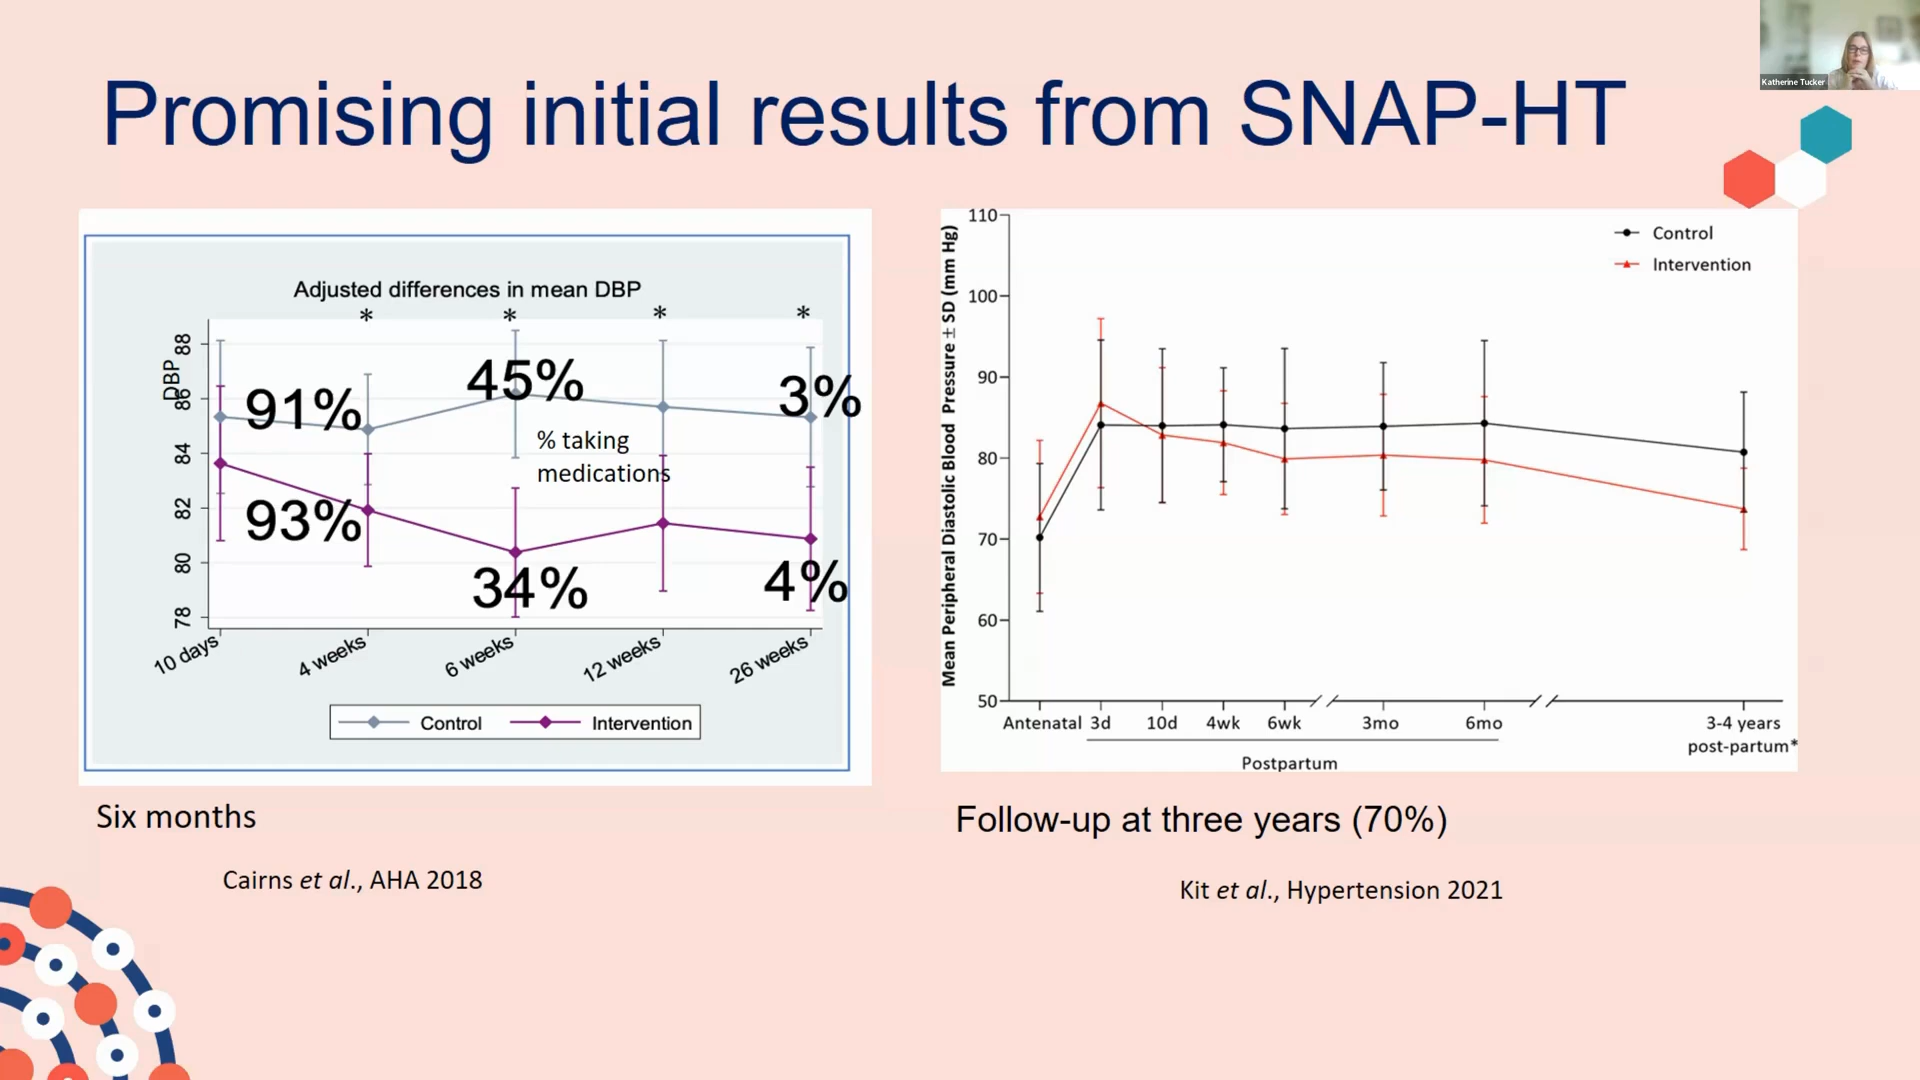 Promising initial results from SNAP-HT
Katherine Tucker
Adjusted differences in mean DBP
* * * *
DBP
88
86
84
82
80
78
91%
45%
3%
% taking
medications
93%
34%
4%
10 days 4 weeks 6 weeks 12 weeks 26 weeks
Control Intervention
Six months
Cairns et al., AHA 2018
Mean Peripheral Diastolic Blood Pressure ± SD (mm Hg)
110
100
90
80
70
60
50
Control
Intervention
Antenatal 3d 10d 4wk 6wk 3mo 6mo 3-4 years
post-partum*
Postpartum
Follow-up at three years (70%)
Kit et al., Hypertension 2021